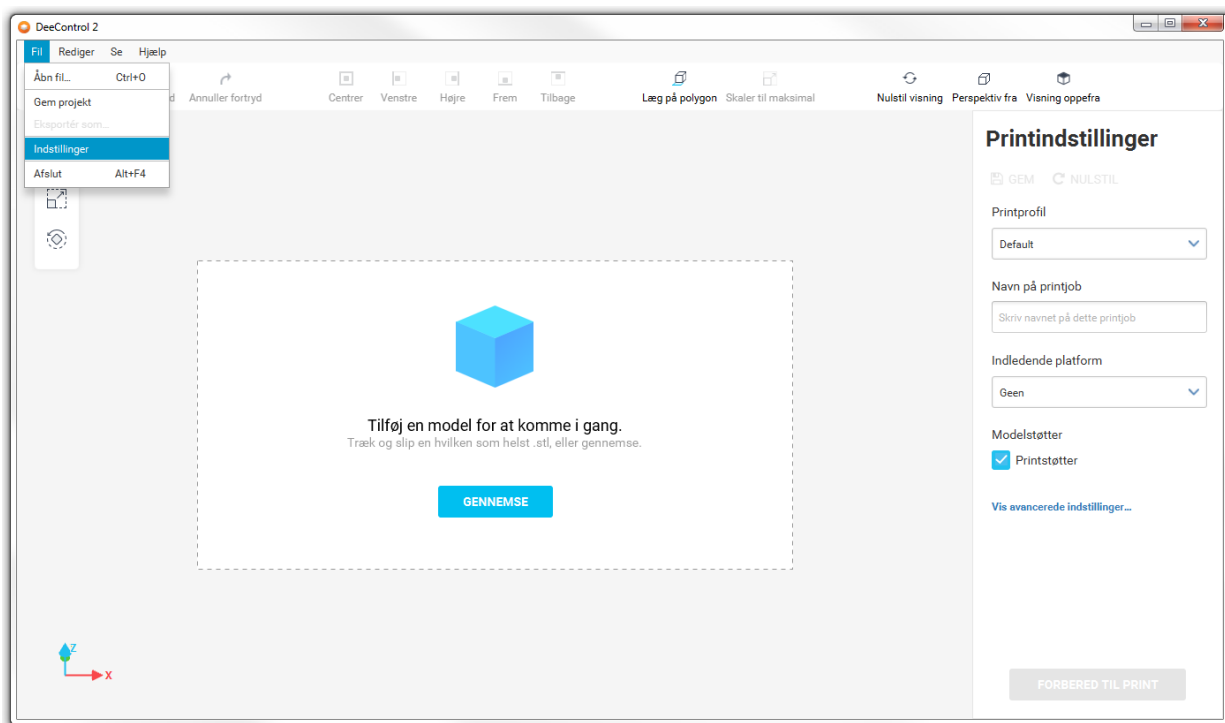 DeeControl 2
Fil Rediger Se Hjælp
Åbn fil... Ctrl+O
Gem projekt
Eksportér som...
Indstillinger
Afslut Alt+F4
d Annuller fortryd Centrer Venstre Højre Frem Tilbage Læg på polygon Skaler til maksimal Nulstil visning Perspektiv fra Visning oppefra
Tilføj en model for at komme i gang.
Træk og slip en hvilken som helst .stl, eller gennemse.
GENNEMSE
Z
X
Printindstillinger
GEM NULSTIL
Printprofil
Default
Navn på printjob
Skriv navnet på dette printjob
Indledende platform
Geen
Modelstøtter
Printstøtter
Vis avancerede indstillinger...
FORBERED TIL PRINT